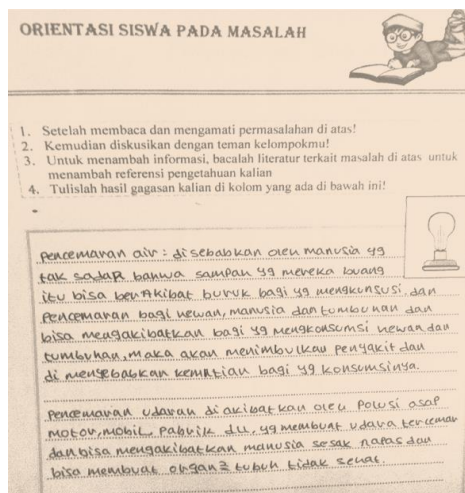 ORIENTASI SISWA PADA MASALAH
1. Setelah membaca dan mengamati permasalahan di atas!
2. Kemudian diskusikan dengan teman kelompokmu!
3. Untuk menambah informasi, bacalah literatur terkait masalah di atas untuk
menambah referensi pengetahuan kalian
4. Tulislah hasil gagasan kalian di kolom yang ada di bawah ini!
Pencemaran air : di sebabkan oleu manusia yg
tak sadar bahwa sampah yg mereka buang
itu bisa berakibat buruk bagi yg mengkunsusi, dan
Pencemaran bagi hewan, manusia dan tumbuhan dan
bisa mengakibatkan bagi yg mengkonsumsi hewan dan
tumbuhan, maka akan menimbulkan penyakit dan
di menyebabkan kematian bagi yg konsumsinya.
Pencemaran udarah di akibatkan oleu Polusi asap
motor, mobil, Pabrik dll, yg membuat udara tercemar
dan bisa mengakibatkan manusia sesak napas dan
bisa membuat organ2 tubuh tidak sehat.